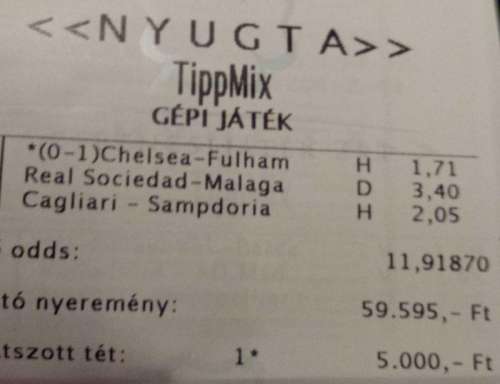 <<NYUGTA>>
TippMix
GÉPI JÁTÉK
*(0-1)Chelsea-Fulham H 1,71
Real Sociedad-Malaga D 3,40
Cagliari - Sampdoria H 2,05
odds: 11,91870
tó nyeremény: 59.595,- Ft
tszott tét: 1* 5.000,- Ft